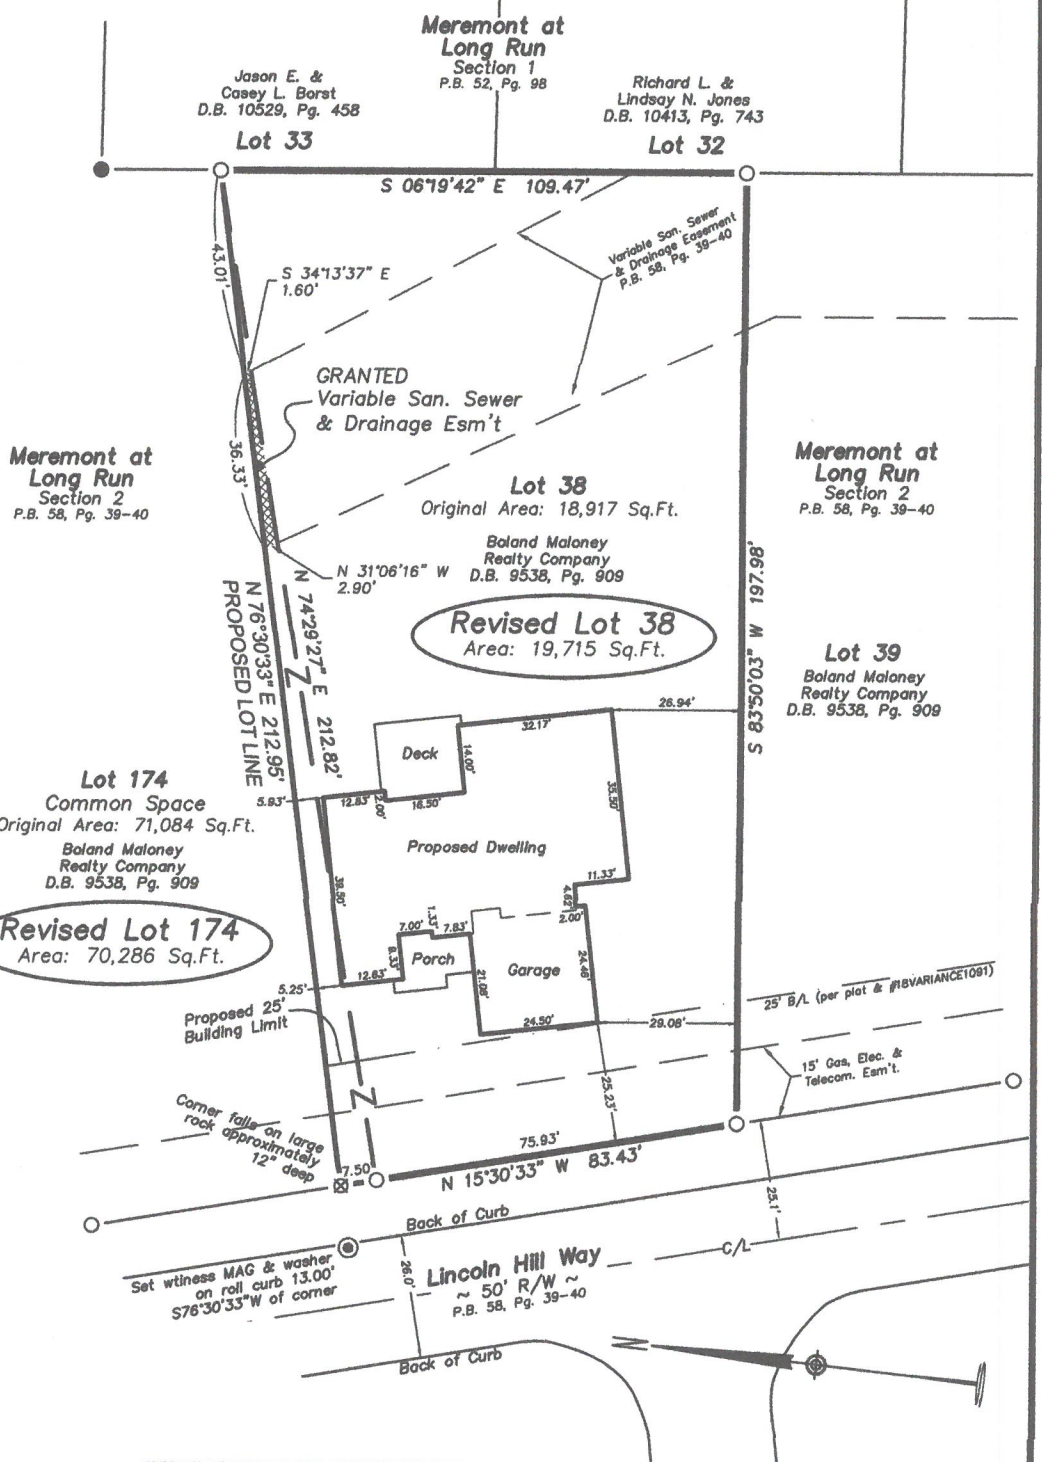 Meremont at
Long Run
Section 1
P.B. 52, Pg. 98
Jason E. &
Casey L. Borst
D.B. 10529, Pg. 458
Lot 33
Richard L. &
Lindsay N. Jones
D.B. 10413, Pg. 743
Lot 32
S 06°19'42" E 109.47'
Variable San. Sewer
& Drainage Easement
P.B. 58, Pg. 39-40
43.01'
S 34°13'37" E
1.60'
GRANTED
Variable San. Sewer
& Drainage Esm't
36.33'
Meremont at
Long Run
Section 2
P.B. 58, Pg. 39-40
Meremont at
Long Run
Section 2
P.B. 58, Pg. 39-40
Lot 38
Original Area: 18,917 Sq.Ft.
Boland Maloney
Realty Company
D.B. 9538, Pg. 909
N 31°06'16" W
2.90'
Revised Lot 38
Area: 19,715 Sq.Ft.
N 74°29'27" E 212.82'
N 76°30'33" E 212.95'
PROPOSED LOT LINE
Z
S 83°50'03" W 197.98'
Lot 39
Boland Maloney
Realty Company
D.B. 9538, Pg. 909
26.94'
32.17'
Deck
14.00'
Lot 174
Common Space
Original Area: 71,084 Sq.Ft.
Boland Maloney
Realty Company
D.B. 9538, Pg. 909
5.93'
12.83'
2.00'
16.50'
35.50'
Proposed Dwelling
11.33'
4.62'
2.00'
39.50'
Revised Lot 174
Area: 70,286 Sq.Ft.
7.00'
1.33'
7.83'
8.33'
Porch
12.83'
21.08'
Garage
24.46'
24.50'
5.25'
Proposed 25'
Building Limit
29.08'
25' B/L (per plat & #18VARIANCE1091)
15' Gas, Elec. &
Telecom. Esm't.
25.23'
Z
Corner falls on large
rock approximately
12" deep
7.50'
75.93'
N 15°30'33" W 83.43'
Back of Curb
25.1'
Set wtiness MAG & washer
on roll curb 13.00'
S76°30'33"W of corner
26.0'
Lincoln Hill Way
~ 50' R/W ~
P.B. 58, Pg. 39-40
C/L
Back of Curb
N